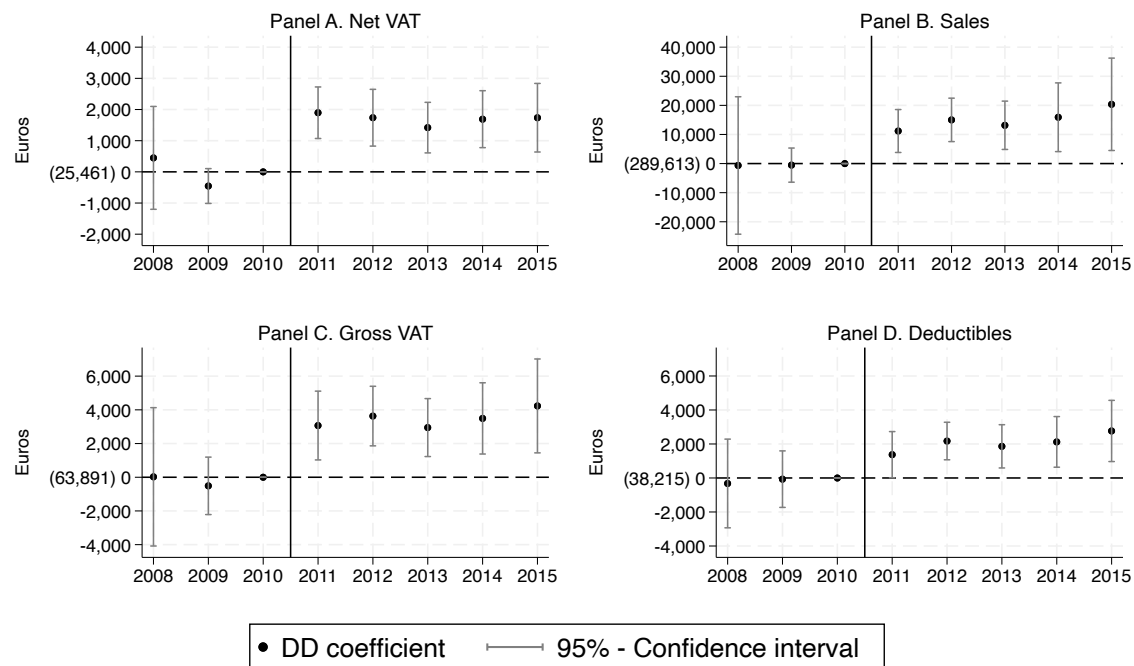 Panel A. Net VAT
Euros
4,000
3,000
2,000
1,000
(25,461) 0
-1,000
-2,000
2008 2009 2010 2011 2012 2013 2014 2015
Panel B. Sales
Euros
40,000
30,000
20,000
10,000
(289,613) 0
-10,000
-20,000
2008 2009 2010 2011 2012 2013 2014 2015
Panel C. Gross VAT
Euros
6,000
4,000
2,000
(63,891) 0
-2,000
-4,000
2008 2009 2010 2011 2012 2013 2014 2015
Panel D. Deductibles
Euros
6,000
4,000
2,000
(38,215) 0
-2,000
-4,000
2008 2009 2010 2011 2012 2013 2014 2015
DD coefficient 95% - Confidence interval